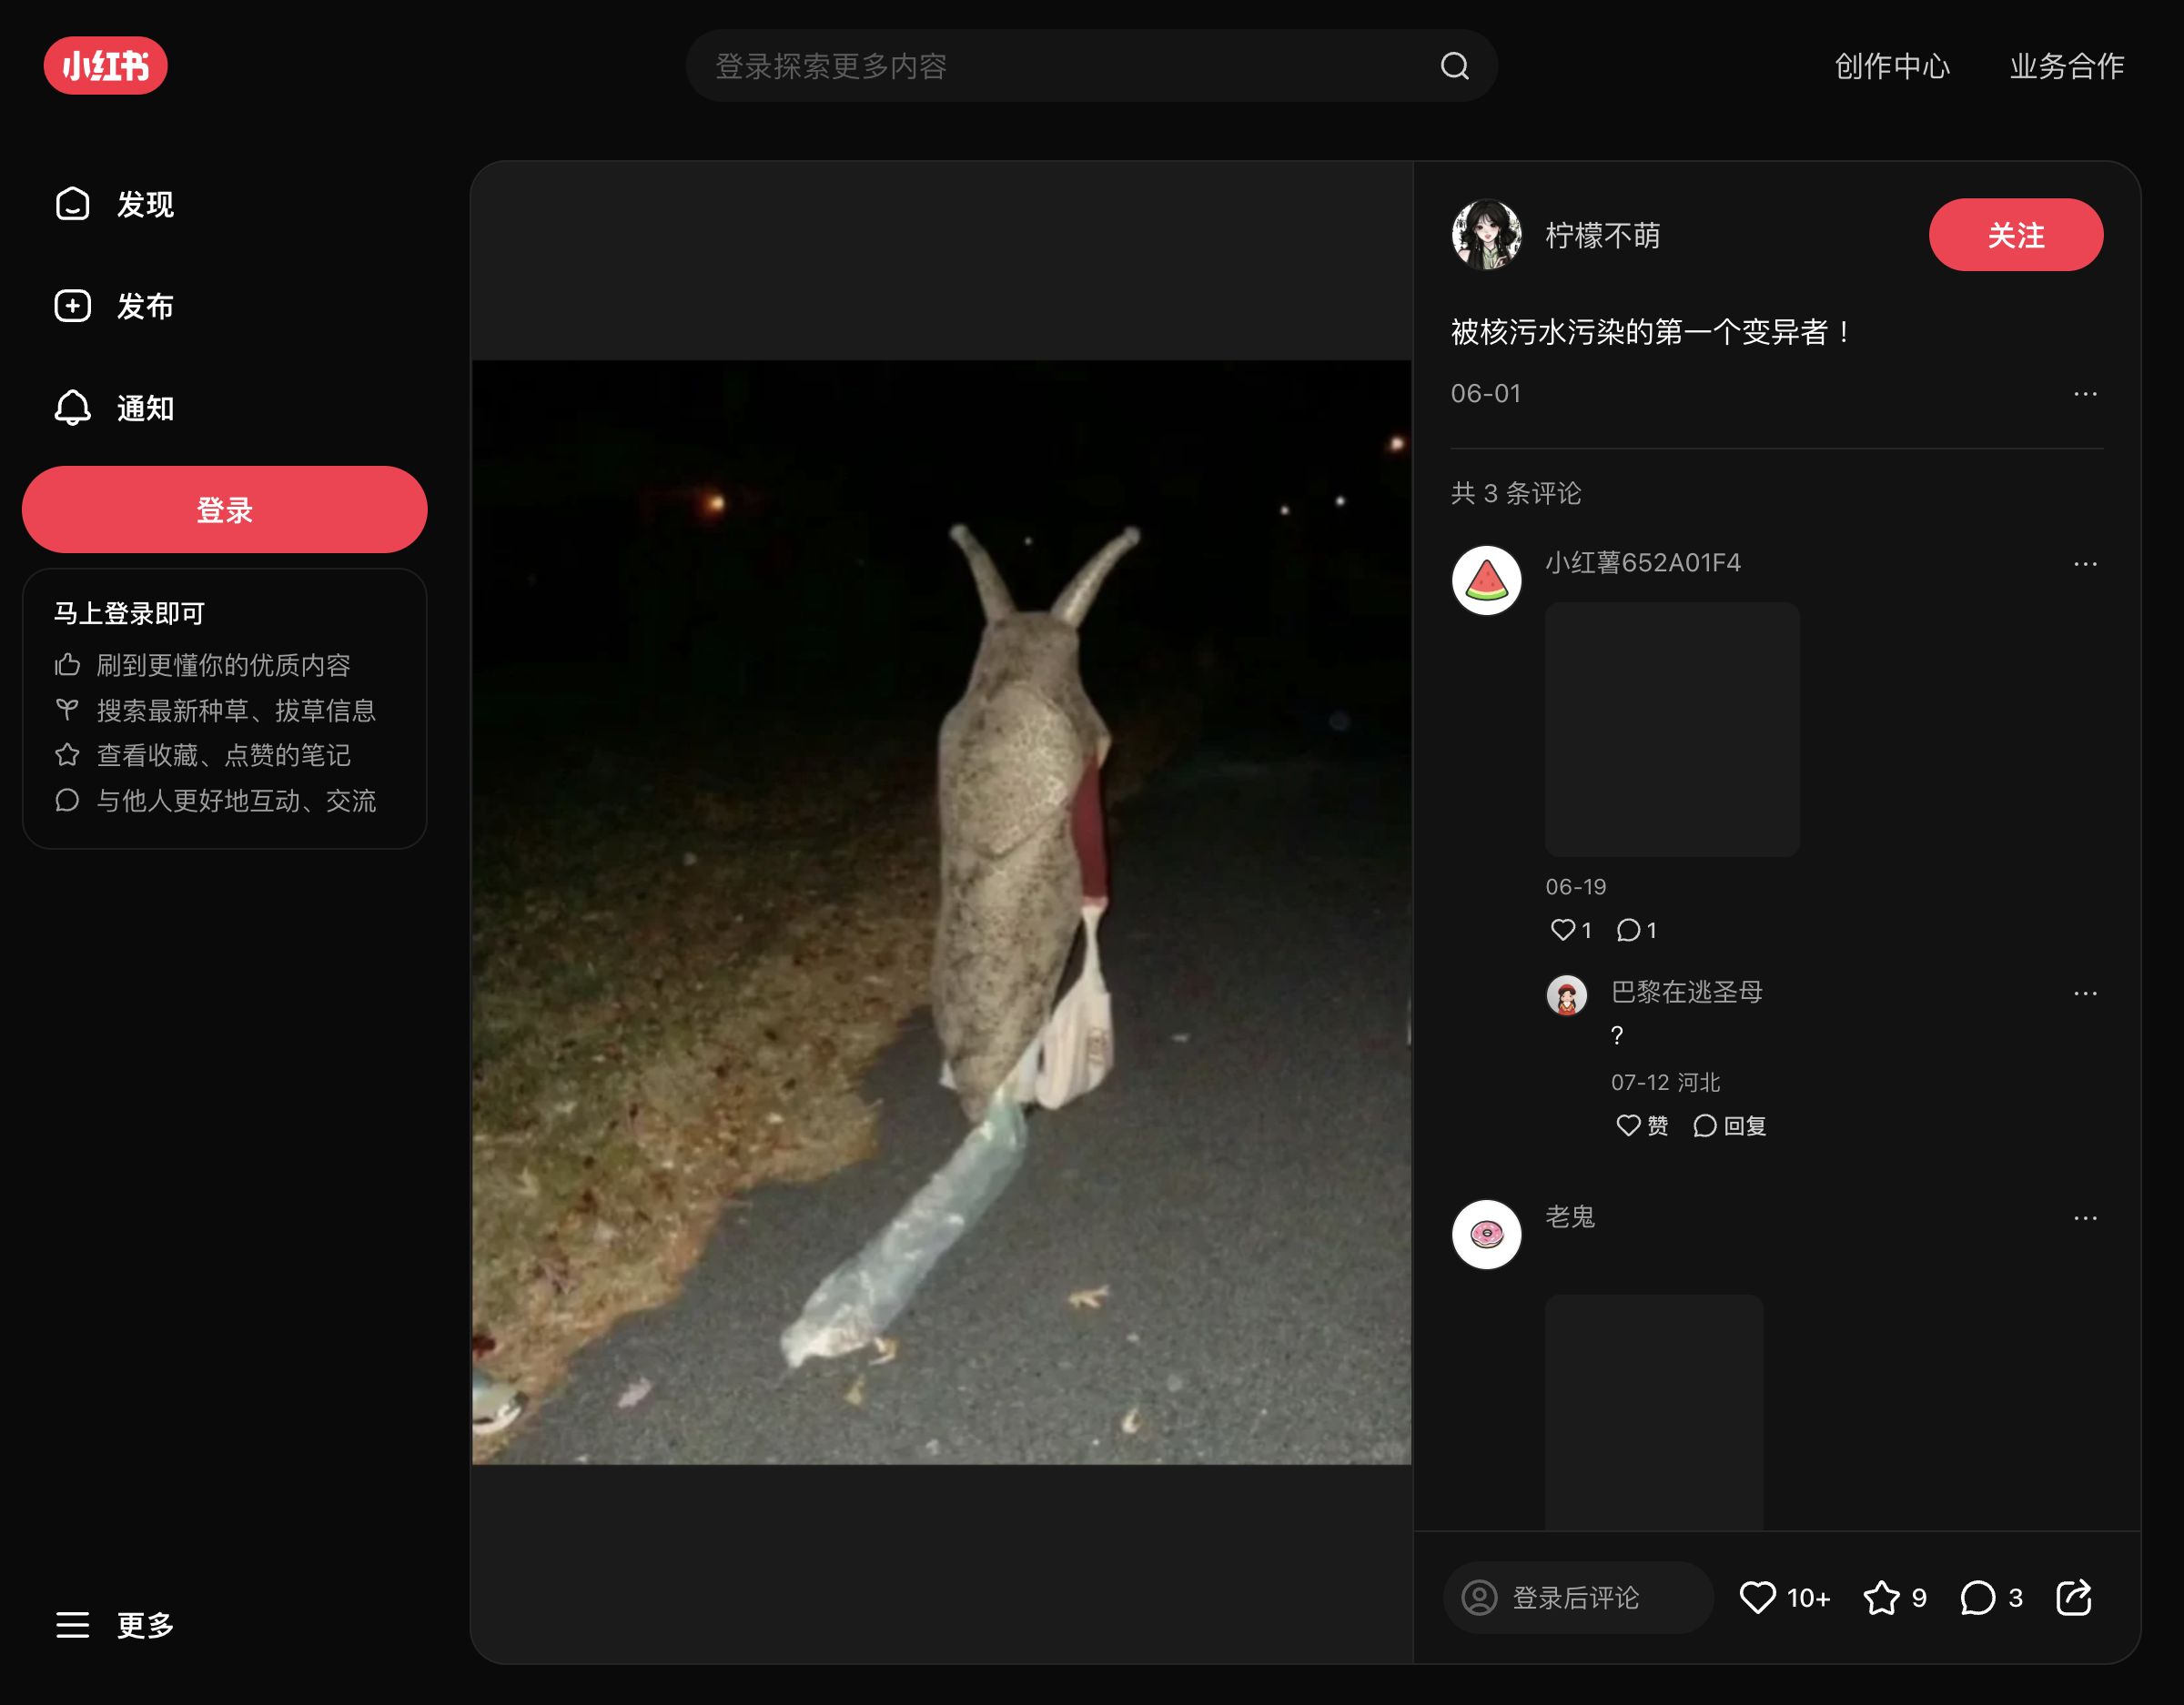 小红书
登录探索更多内容
创作中心
业务合作
发现
发布
通知
登录
马上登录即可
刷到更懂你的优质内容
搜索最新种草、拔草信息
查看收藏、点赞的笔记
与他人更好地互动、交流
更多
柠檬不萌
关注
被核污水污染的第一个变异者！
06-01
共 3 条评论
小红薯652A01F4
06-19
1 1
巴黎在逃圣母
?
07-12 河北
赞 回复
老鬼
登录后评论
10+ 9 3